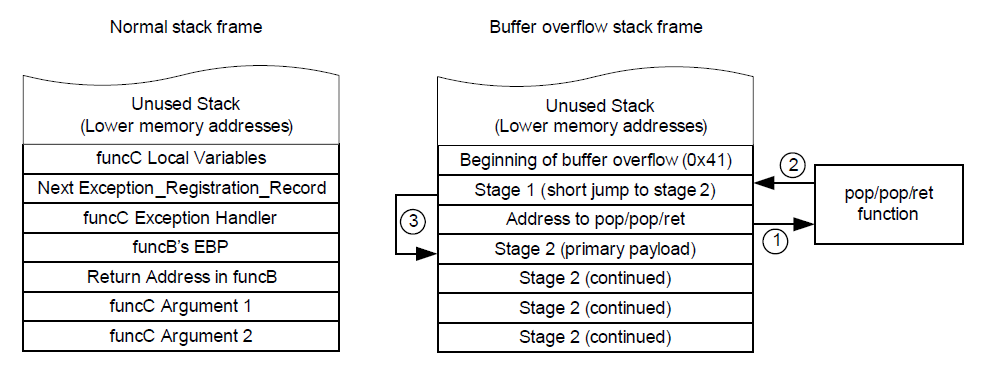 Normal stack frame
Unused Stack
(Lower memory addresses)
funcC Local Variables
Next Exception_Registration_Record
funcC Exception Handler
funcB's EBP
Return Address in funcB
funcC Argument 1
funcC Argument 2
Buffer overflow stack frame
Unused Stack
(Lower memory addresses)
Beginning of buffer overflow (0x41)
Stage 1 (short jump to stage 2)
Address to pop/pop/ret
Stage 2 (primary payload)
Stage 2 (continued)
Stage 2 (continued)
Stage 2 (continued)
3
2
1
pop/pop/ret
function